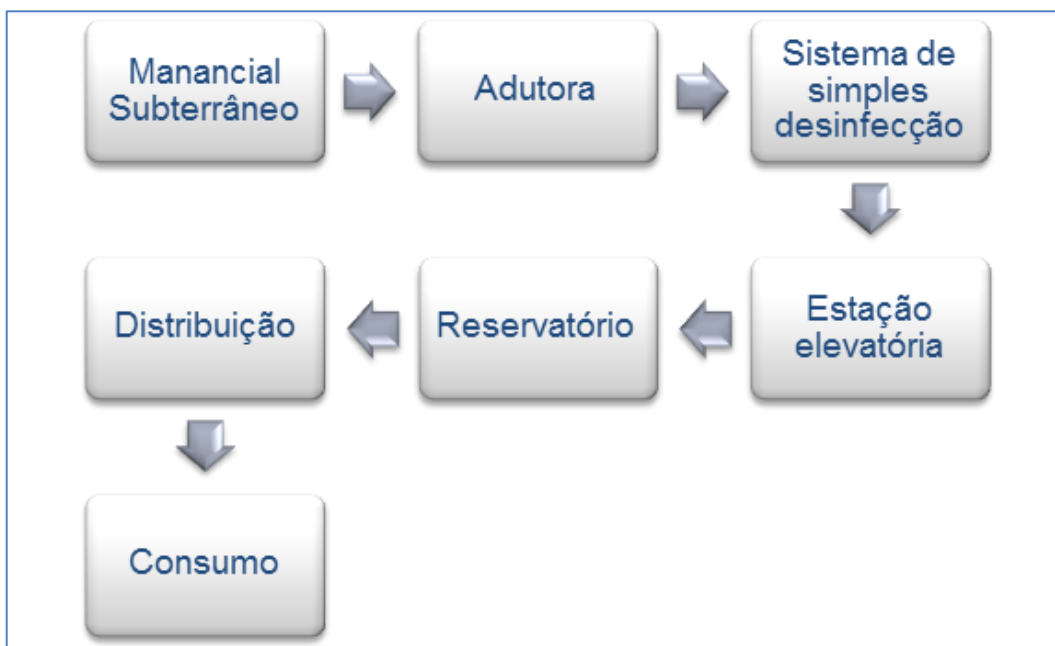 Manancial
Subterrâneo
Adutora
Sistema de
simples
desinfecção
Estação
elevatória
Reservatório
Distribuição
Consumo